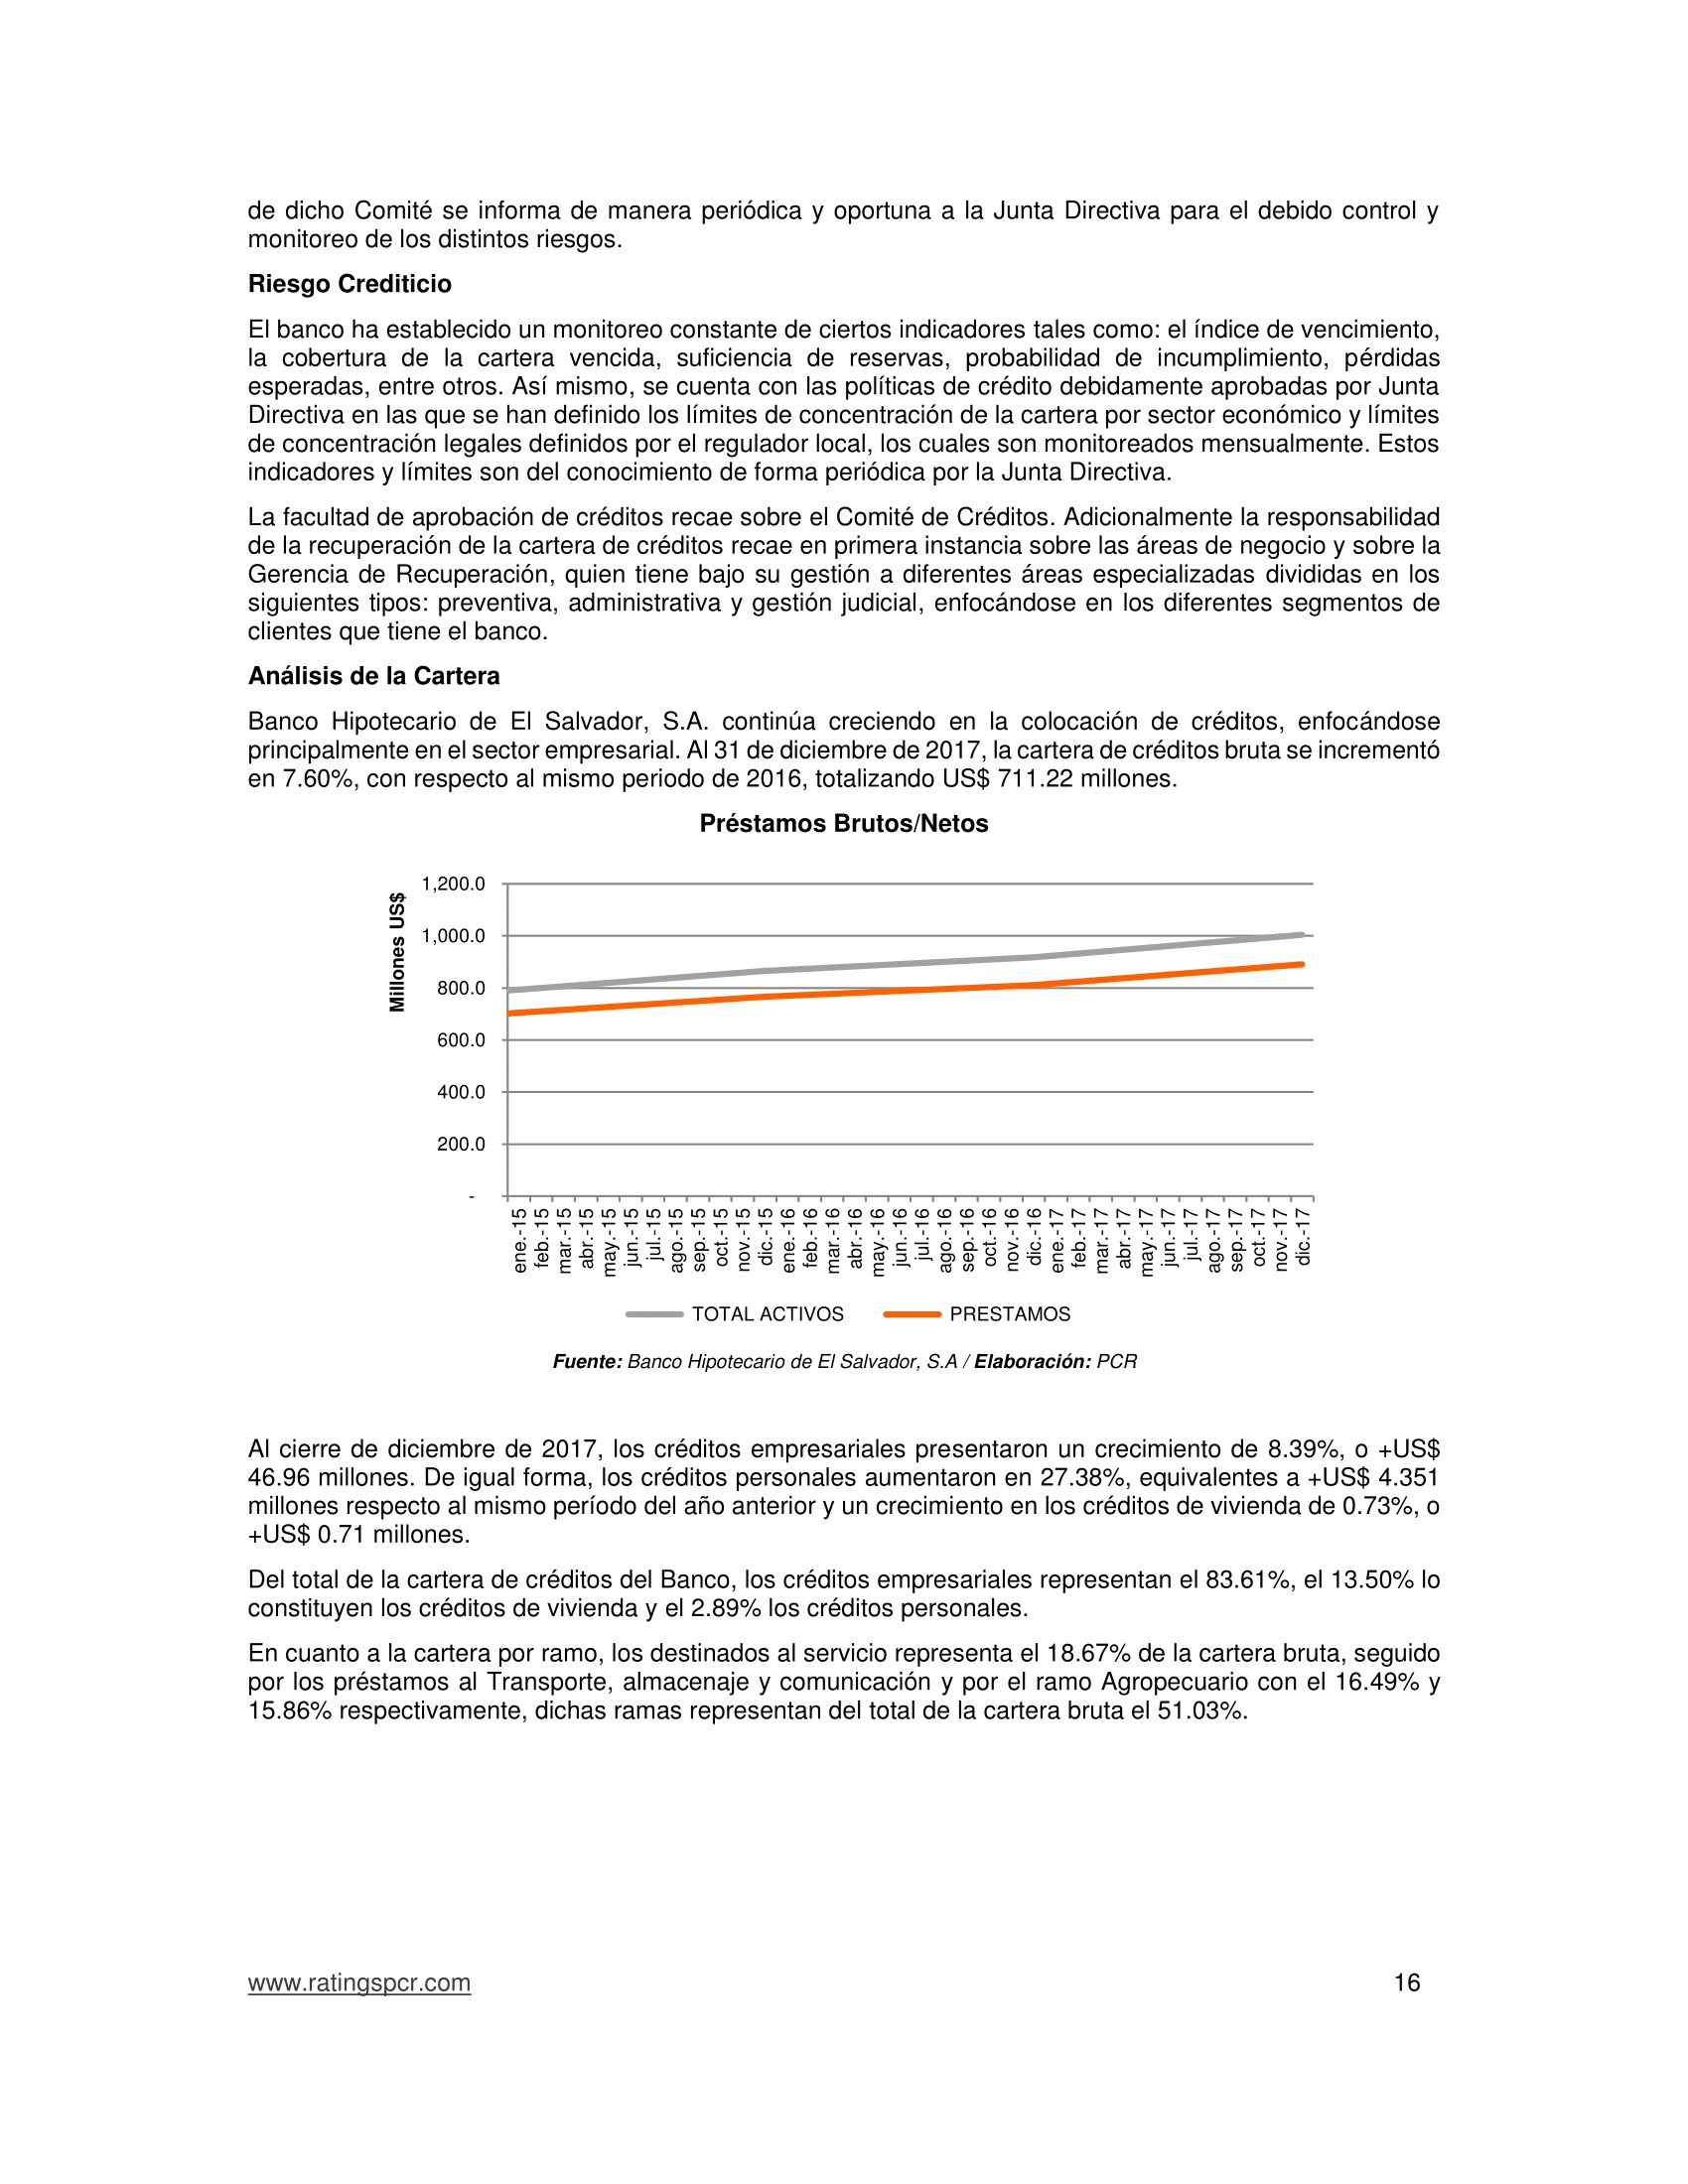 de dicho Comité se informa de manera periódica y oportuna a la Junta Directiva para el debido control y
monitoreo de los distintos riesgos.
Riesgo Crediticio
El banco ha establecido un monitoreo constante de ciertos indicadores tales como: el índice de vencimiento,
la cobertura de la cartera vencida, suficiencia de reservas, probabilidad de incumplimiento, pérdidas
esperadas, entre otros. Así mismo, se cuenta con las políticas de crédito debidamente aprobadas por Junta
Directiva en las que se han definido los límites de concentración de la cartera por sector económico y límites
de concentración legales definidos por el regulador local, los cuales son monitoreados mensualmente. Estos
indicadores y límites son del conocimiento de forma periódica por la Junta Directiva.
La facultad de aprobación de créditos recae sobre el Comité de Créditos. Adicionalmente la responsabilidad
de la recuperación de la cartera de créditos recae en primera instancia sobre las áreas de negocio y sobre la
Gerencia de Recuperación, quien tiene bajo su gestión a diferentes áreas especializadas divididas en los
siguientes tipos: preventiva, administrativa y gestión judicial, enfocándose en los diferentes segmentos de
clientes que tiene el banco.
Análisis de la Cartera
Banco Hipotecario de El Salvador, S.A. continúa creciendo en la colocación de créditos, enfocándose
principalmente en el sector empresarial. Al 31 de diciembre de 2017, la cartera de créditos bruta se incrementó
en 7.60%, con respecto al mismo periodo de 2016, totalizando US$ 711.22 millones.
Préstamos Brutos/Netos
Millones US$
1,200.0
1,000.0
800.0
600.0
400.0
200.0
-
ene.-15
feb.-15
mar.-15
abr.-15
may.-15
jun.-15
jul.-15
ago.-15
sep.-15
oct.-15
nov.-15
dic.-15
ene.-16
feb.-16
mar.-16
abr.-16
may.-16
jun.-16
jul.-16
ago.-16
sep.-16
oct.-16
nov.-16
dic.-16
ene.-17
feb.-17
mar.-17
abr.-17
may.-17
jun.-17
jul.-17
ago.-17
sep.-17
oct.-17
nov.-17
dic.-17
TOTAL ACTIVOS
PRESTAMOS
Fuente: Banco Hipotecario de El Salvador, S.A / Elaboración: PCR
Al cierre de diciembre de 2017, los créditos empresariales presentaron un crecimiento de 8.39%, o +US$
46.96 millones. De igual forma, los créditos personales aumentaron en 27.38%, equivalentes a +US$ 4.351
millones respecto al mismo período del año anterior y un crecimiento en los créditos de vivienda de 0.73%, o
+US$ 0.71 millones.
Del total de la cartera de créditos del Banco, los créditos empresariales representan el 83.61%, el 13.50% lo
constituyen los créditos de vivienda y el 2.89% los créditos personales.
En cuanto a la cartera por ramo, los destinados al servicio representa el 18.67% de la cartera bruta, seguido
por los préstamos al Transporte, almacenaje y comunicación y por el ramo Agropecuario con el 16.49% y
15.86% respectivamente, dichas ramas representan del total de la cartera bruta el 51.03%.
www.ratingspcr.com
16